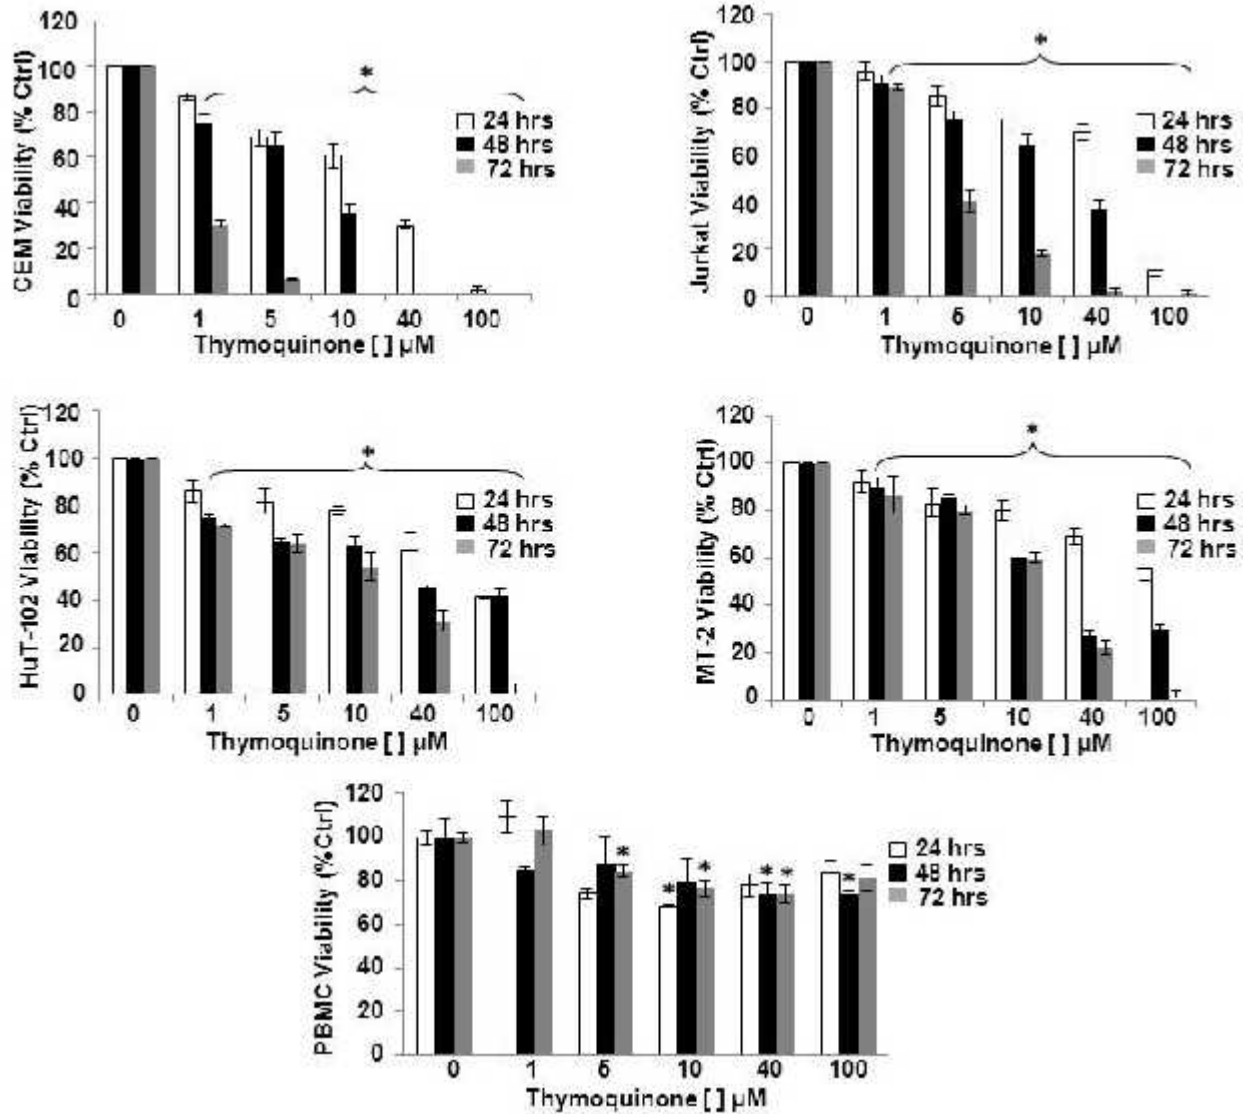 CEM Viability (% Ctrl)
120
100
80
60
40
20
0
*
24 hrs
48 hrs
72 hrs
0 1 5 10 40 100
Thymoquinone [ ] µM
Jurkat Viability (% Ctrl)
120
100
80
60
40
20
0
*
24 hrs
48 hrs
72 hrs
0 1 5 10 40 100
Thymoquinone [ ] µM
HuT-102 Viability (% Ctrl)
120
100
80
60
40
20
0
*
24 hrs
48 hrs
72 hrs
0 1 5 10 40 100
Thymoquinone [ ] µM
MT-2 Viability (% Ctrl)
120
100
80
60
40
20
0
*
24 hrs
48 hrs
72 hrs
0 1 5 10 40 100
Thymoquinone [ ] µM
PBMC Viability (%Ctrl)
120
100
80
60
40
20
0
* * * * * *
24 hrs
48 hrs
72 hrs
0 1 5 10 40 100
Thymoquinone [ ] µM